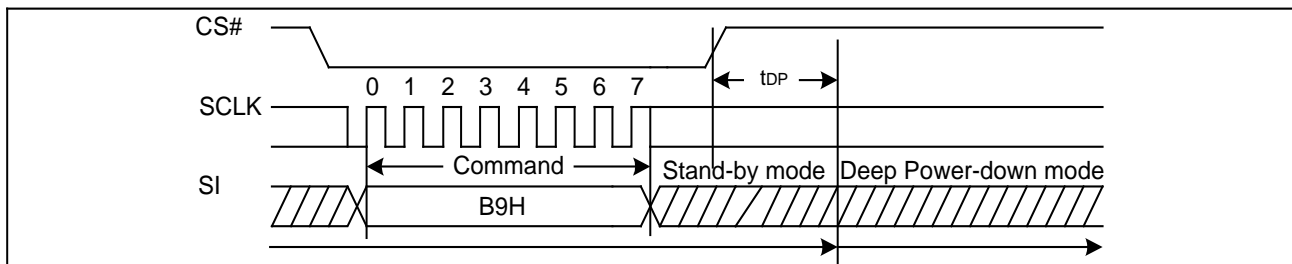 CS#
tDP
0 1 2 3 4 5 6 7
SCLK
Command
Stand-by mode Deep Power-down mode
SI
B9H